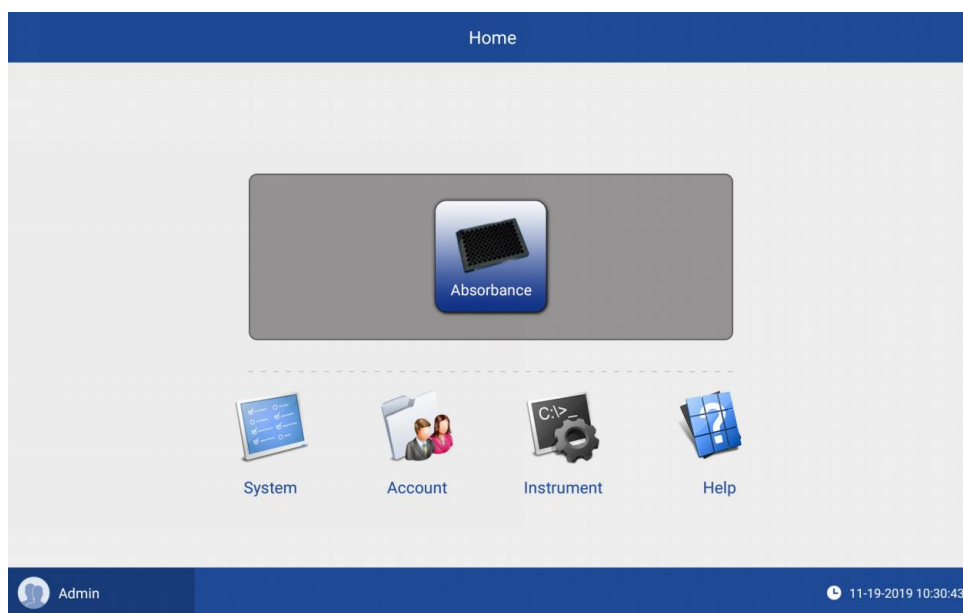 Home
Absorbance
C:\>_
System Account Instrument Help
Admin 11-19-2019 10:30:43